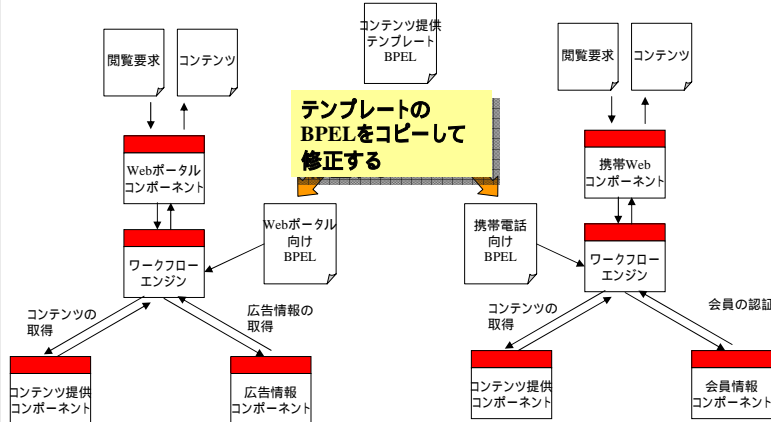 コンテンツ提供
テンプレート
BPEL
閲覧要求
コンテンツ
閲覧要求
コンテンツ
テンプレートの
BPELをコピーして
修正する
Webポータル
コンポーネント
携帯Web
コンポーネント
Webポータル
向け
BPEL
携帯電話
向け
BPEL
ワークフロー
エンジン
ワークフロー
エンジン
コンテンツの
取得
広告情報の
取得
コンテンツの
取得
会員の認証
コンテンツ提供
コンポーネント
広告情報
コンポーネント
コンテンツ提供
コンポーネント
会員情報
コンポーネント